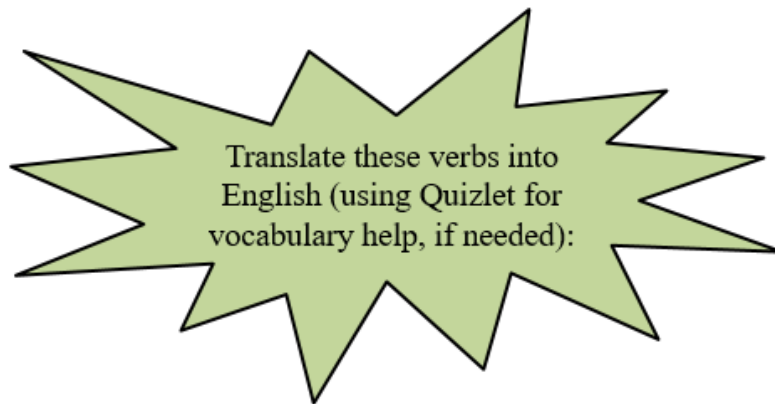 Translate these verbs into
English (using Quizlet for
vocabulary help, if needed):